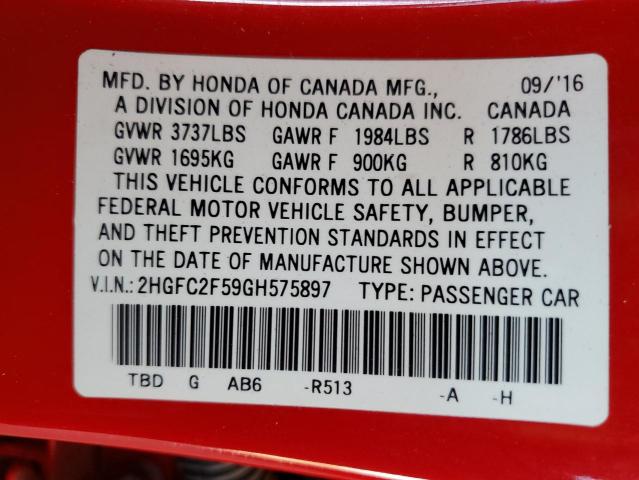 MFD. BY HONDA OF CANADA MFG., 09/'16
A DIVISION OF HONDA CANADA INC. CANADA
GVWR 3737LBS GAWR F 1984LBS R 1786LBS
GVWR 1695KG GAWR F 900KG R 810KG
THIS VEHICLE CONFORMS TO ALL APPLICABLE
FEDERAL MOTOR VEHICLE SAFETY, BUMPER,
AND THEFT PREVENTION STANDARDS IN EFFECT
ON THE DATE OF MANUFACTURE SHOWN ABOVE.
V.I.N.: 2HGFC2F59GH575897 TYPE: PASSENGER CAR
TBD G AB6 -R513 -A -H